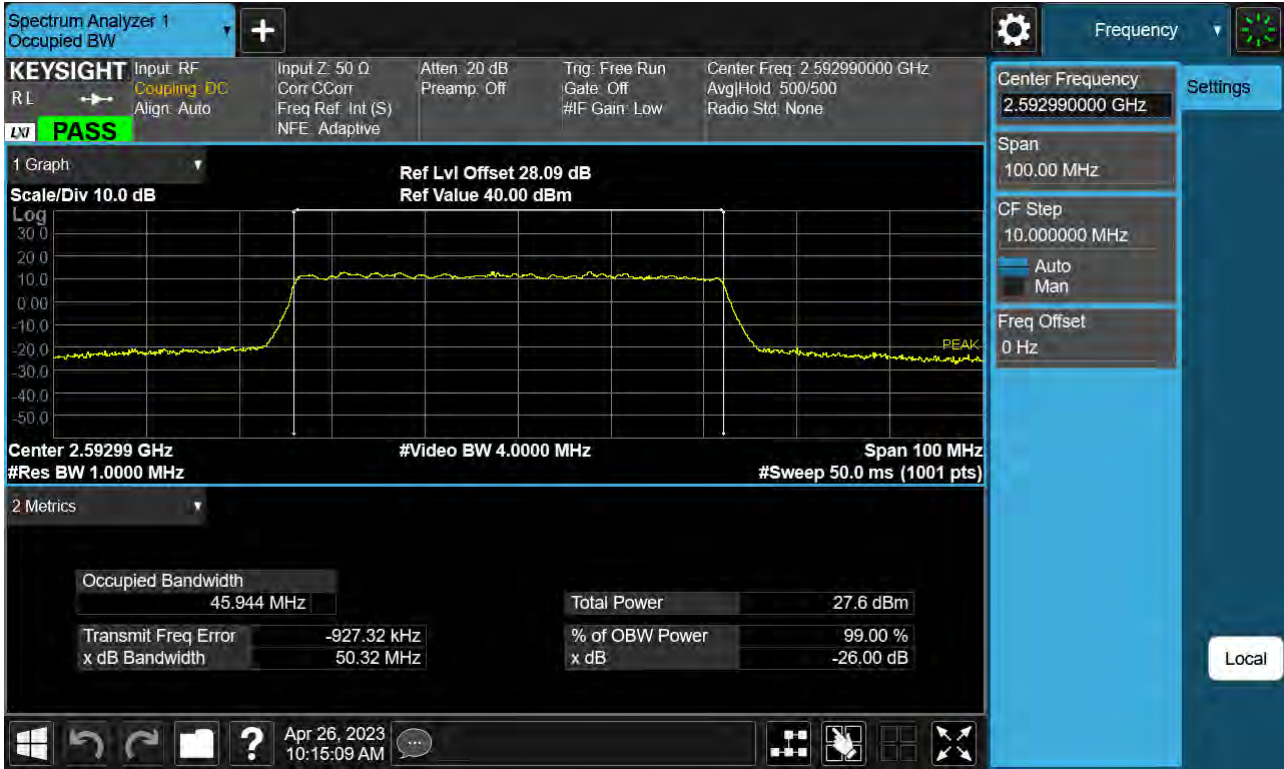 Spectrum Analyzer 1
Occupied BW
+
Frequency
KEYSIGHT
R L
LXI
PASS
Input: RF
Coupling: DC
Align: Auto
Input Z: 50 Ω
Corr CCorr
Freq Ref: Int (S)
NFE: Adaptive
Atten: 20 dB
Preamp: Off
Trig: Free Run
Gate: Off
#IF Gain: Low
Center Freq: 2.592990000 GHz
Avg|Hold: 500/500
Radio Std: None
Center Frequency
2.592990000 GHz
Settings
Span
100.00 MHz
CF Step
10.000000 MHz
Auto
Man
Freq Offset
0 Hz
Local
1 Graph
Scale/Div 10.0 dB
Ref Lvl Offset 28.09 dB
Ref Value 40.00 dBm
Log
30.0
20.0
10.0
0.00
-10.0
-20.0
-30.0
-40.0
-50.0
PEAK
Center 2.59299 GHz
#Video BW 4.0000 MHz
Span 100 MHz
#Res BW 1.0000 MHz
#Sweep 50.0 ms (1001 pts)
2 Metrics
Occupied Bandwidth
45.944 MHz
Total Power 27.6 dBm
Transmit Freq Error -927.32 kHz
% of OBW Power 99.00 %
x dB Bandwidth 50.32 MHz
x dB -26.00 dB
?
Apr 26, 2023
10:15:09 AM